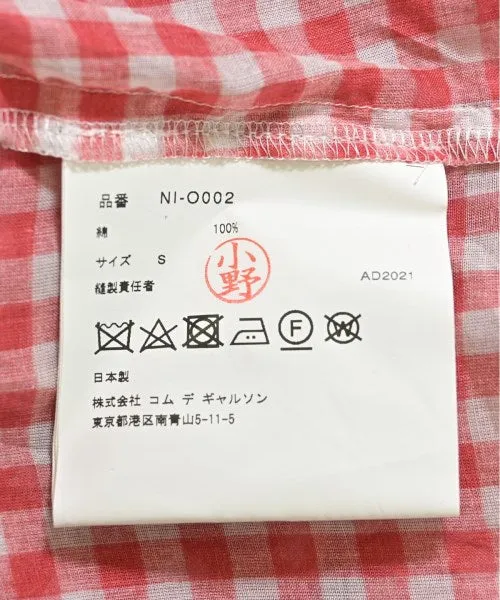 品番 NI-O002
綿 100%
サイズ S
縫製責任者 小野
AD2021
F W
日本製
株式会社 コム デ ギャルソン
東京都港区南青山5-11-5